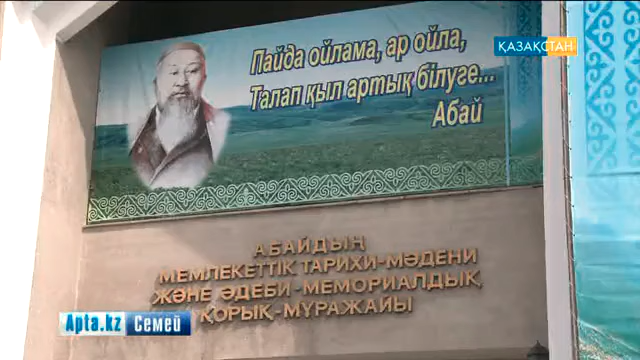 Пайда ойлама, ар ойла,
Талап қыл артық білуге...
Абай
ҚАЗАҚСТАН
АБАЙДЫҢ
МЕМЛЕКЕТТІК ТАРИХИ-МӘДЕНИ
ЖӘНЕ ӘДЕБИ-МЕМОРИАЛДЫҚ
ҚОРЫҚ-МҰРАЖАЙЫ
Apta.kz Семей